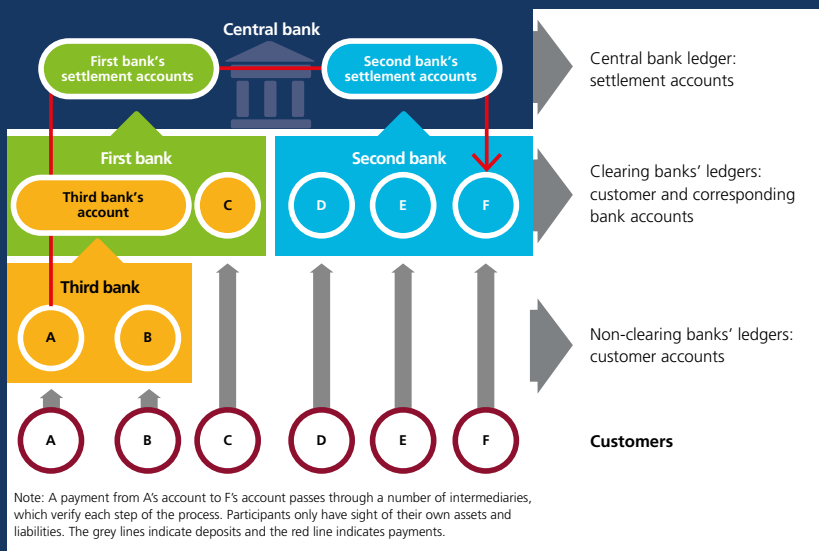 Central bank
First bank's
settlement accounts
Second bank's
settlement accounts
Central bank ledger:
settlement accounts
First bank
Second bank
Third bank's
account
C
D
E
F
Clearing banks' ledgers:
customer and corresponding
bank accounts
Third bank
A
B
Non-clearing banks' ledgers:
customer accounts
A
B
C
D
E
F
Customers
Note: A payment from A's account to F's account passes through a number of intermediaries,
which verify each step of the process. Participants only have sight of their own assets and
liabilities. The grey lines indicate deposits and the red line indicates payments.